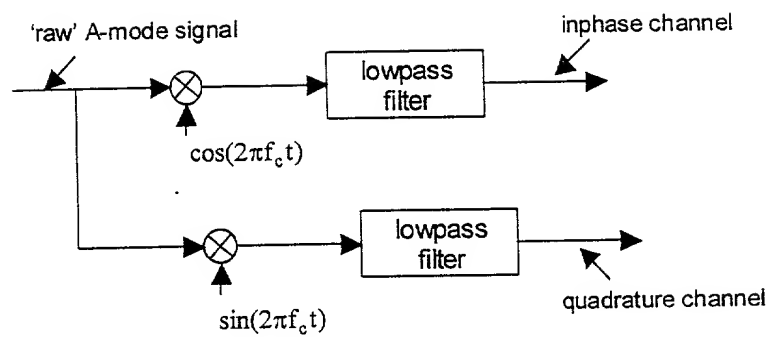 'raw' A-mode signal
inphase channel
lowpass
filter
cos(2πf_ct)
lowpass
filter
sin(2πf_ct)
quadrature channel